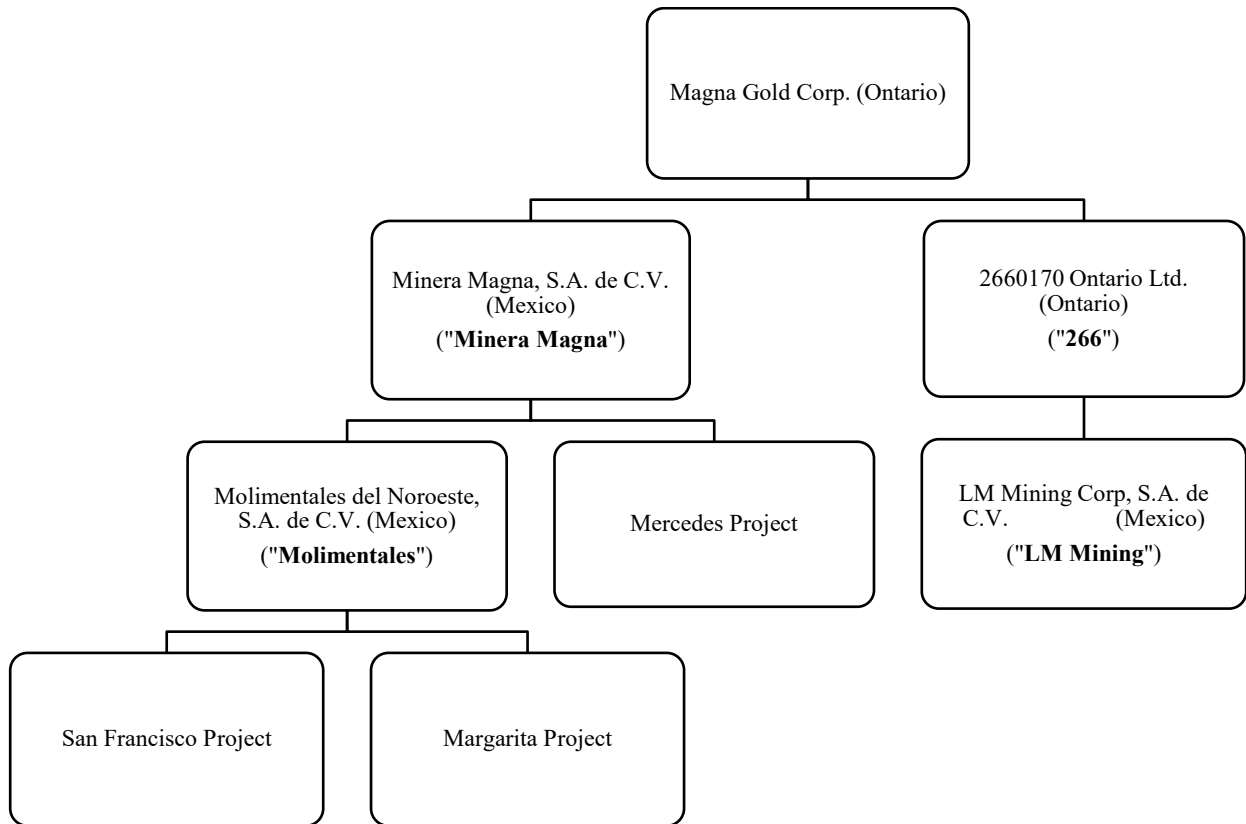 Magna Gold Corp. (Ontario)
Minera Magna, S.A. de C.V.
(Mexico)
("Minera Magna")
2660170 Ontario Ltd.
(Ontario)
("266")
Molimentales del Noroeste,
S.A. de C.V. (Mexico)
("Molimentales")
Mercedes Project
LM Mining Corp, S.A. de
C.V. (Mexico)
("LM Mining")
San Francisco Project
Margarita Project